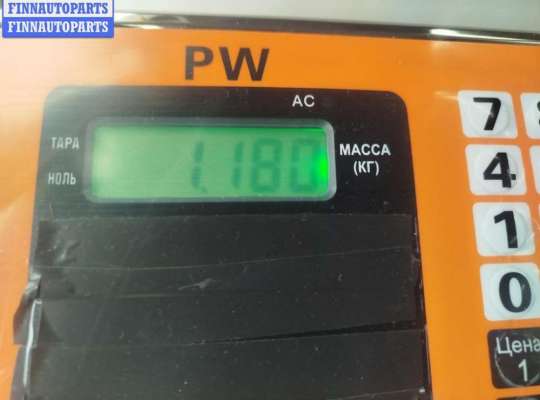 FINNAUTOPARTS
FINNAUTOPARTS
PW
AC
ТАРА
НОЛЬ
1.180
МАССА
(КГ)
7
4
1
0
Цена
1